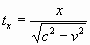 tₓ = x / √(c² − v²)